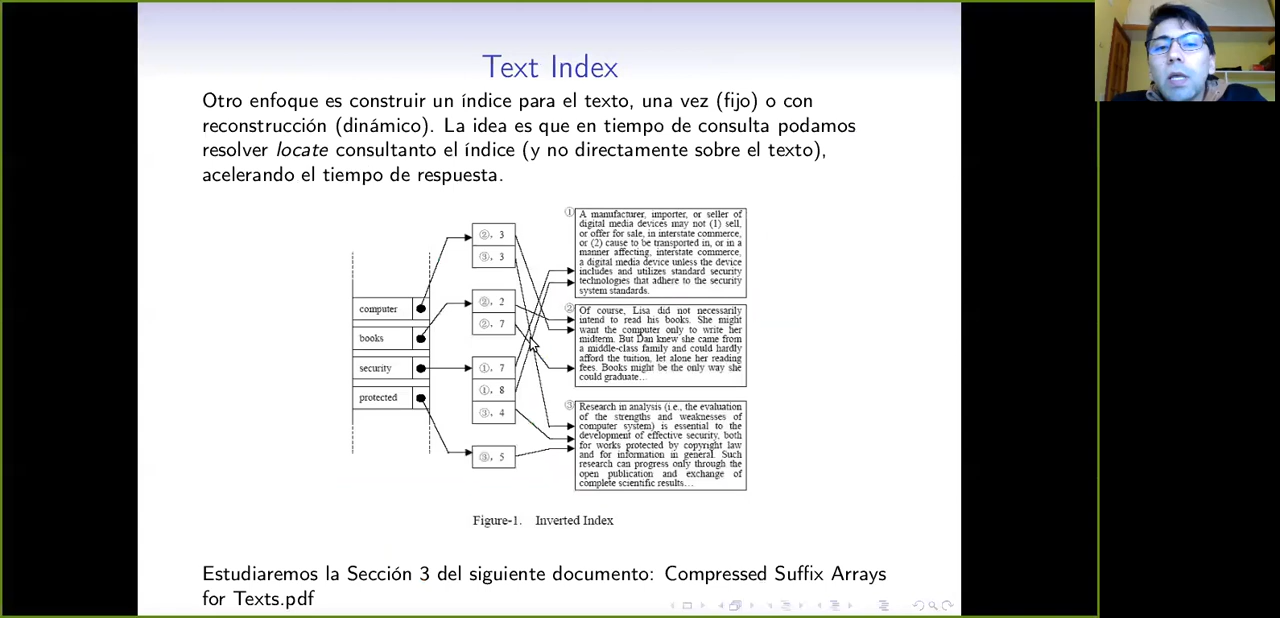 Text Index
Otro enfoque es construir un índice para el texto, una vez (fijo) o con
reconstrucción (dinámico). La idea es que en tiempo de consulta podamos
resolver locate consultanto el índice (y no directamente sobre el texto),
acelerando el tiempo de respuesta.
computer
books
security
protected
②, 3
③, 3
②, 2
②, 7
①, 7
①, 8
③, 4
③, 5
①
A manufacturer, importer, or seller of
digital media devices may not (1) sell,
or offer for sale, in interstate commerce,
or (2) cause to be transported in, or in a
manner affecting, interstate commerce,
a digital media device unless the device
includes and utilizes standard security
technologies that adhere to the security
system standards.
②
Of course, Lisa did not necessarily
intend to read his books. She might
want the computer only to write her
midterm. But Dan knew she came from
a middle-class family and could hardly
afford the tuition, let alone her reading
fees. Books might be the only way she
could graduate...
③
Research in analysis (i.e., the evaluation
of the strengths and weaknesses of
computer system) is essential to the
development of effective security, both
for works protected by copyright law
and for information in general. Such
research can progress only through the
open publication and exchange of
complete scientific results...
Figure-1. Inverted Index
Estudiaremos la Sección 3 del siguiente documento: Compressed Suffix Arrays
for Texts.pdf